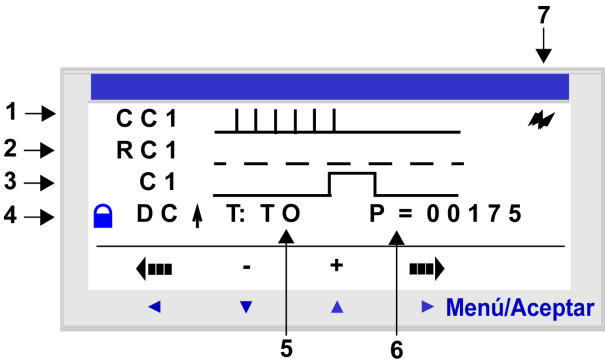 7
1 CC1
2 RC1
3 C1
4 DC T: TO P = 00175
- +
Menú/Aceptar
5 6